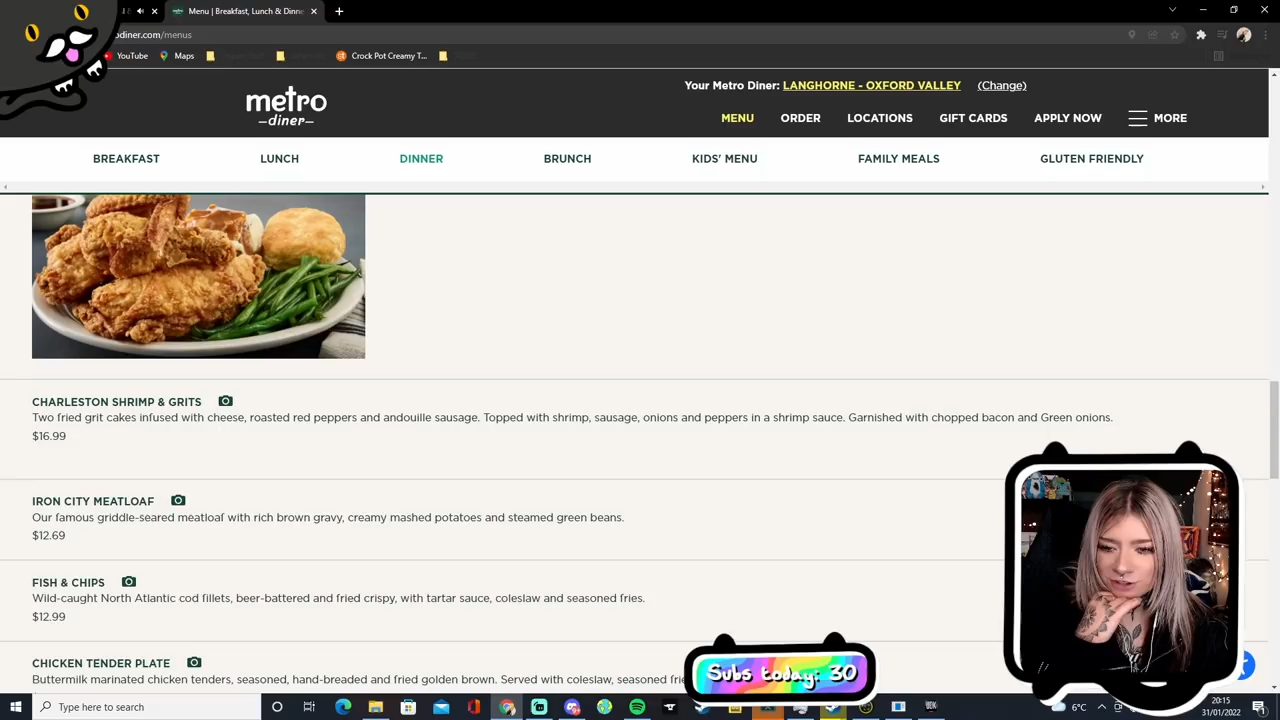 Menu | Breakfast, Lunch & Dinne
odiner.com/menus
YouTube
Maps
Crock Pot Creamy T...
metro
diner
Your Metro Diner: LANGHORNE - OXFORD VALLEY (Change)
MENU ORDER LOCATIONS GIFT CARDS APPLY NOW MORE
BREAKFAST LUNCH DINNER BRUNCH KIDS' MENU FAMILY MEALS GLUTEN FRIENDLY
CHARLESTON SHRIMP & GRITS
Two fried grit cakes infused with cheese, roasted red peppers and andouille sausage. Topped with shrimp, sausage, onions and peppers in a shrimp sauce. Garnished with chopped bacon and Green onions.
$16.99
IRON CITY MEATLOAF
Our famous griddle-seared meatloaf with rich brown gravy, creamy mashed potatoes and steamed green beans.
$12.69
FISH & CHIPS
Wild-caught North Atlantic cod fillets, beer-battered and fried crispy, with tartar sauce, coleslaw and seasoned fries.
$12.99
CHICKEN TENDER PLATE
Buttermilk marinated chicken tenders, seasoned, hand-breaded and fried golden brown. Served with coleslaw, seasoned frie
Subs today: 30
Type here to search
6°C
20:15
31/01/2022